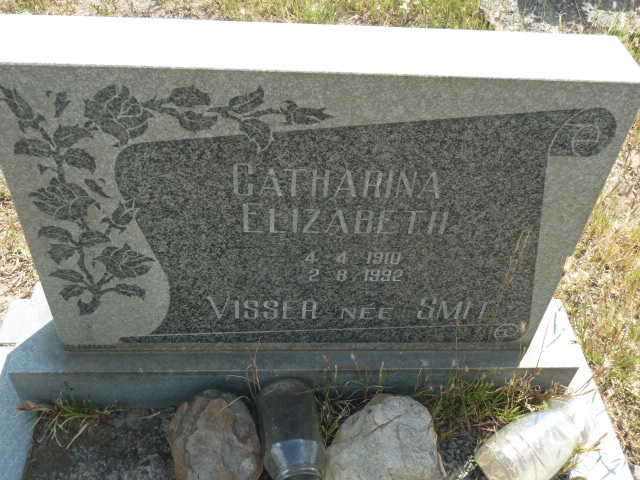 CATHARINA
ELIZABETH
4 4 1910
2 8 1992
VISSER NEE SMIT